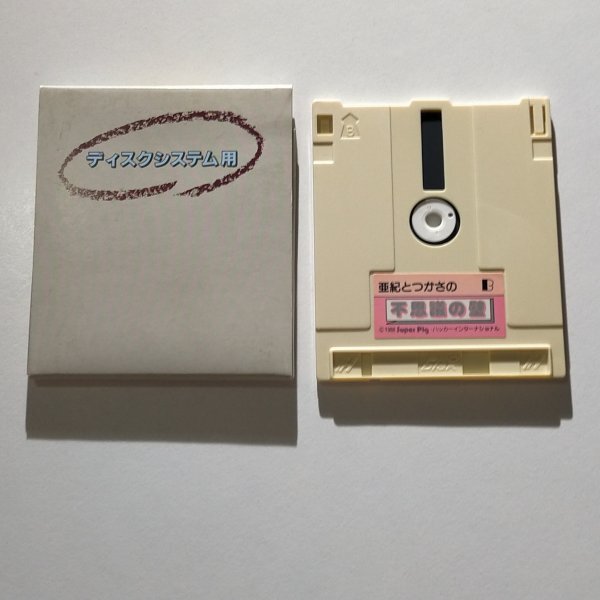 ディスクシステム用
B
亜紀とつかさの
B
不思議の壁
Super Pig ハッカーインターナショナル